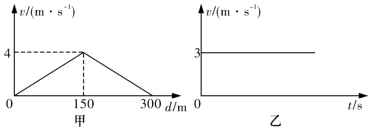 v/(m·s⁻¹)
4
0
150
300
d/m
甲
v/(m·s⁻¹)
3
0
t/s
乙